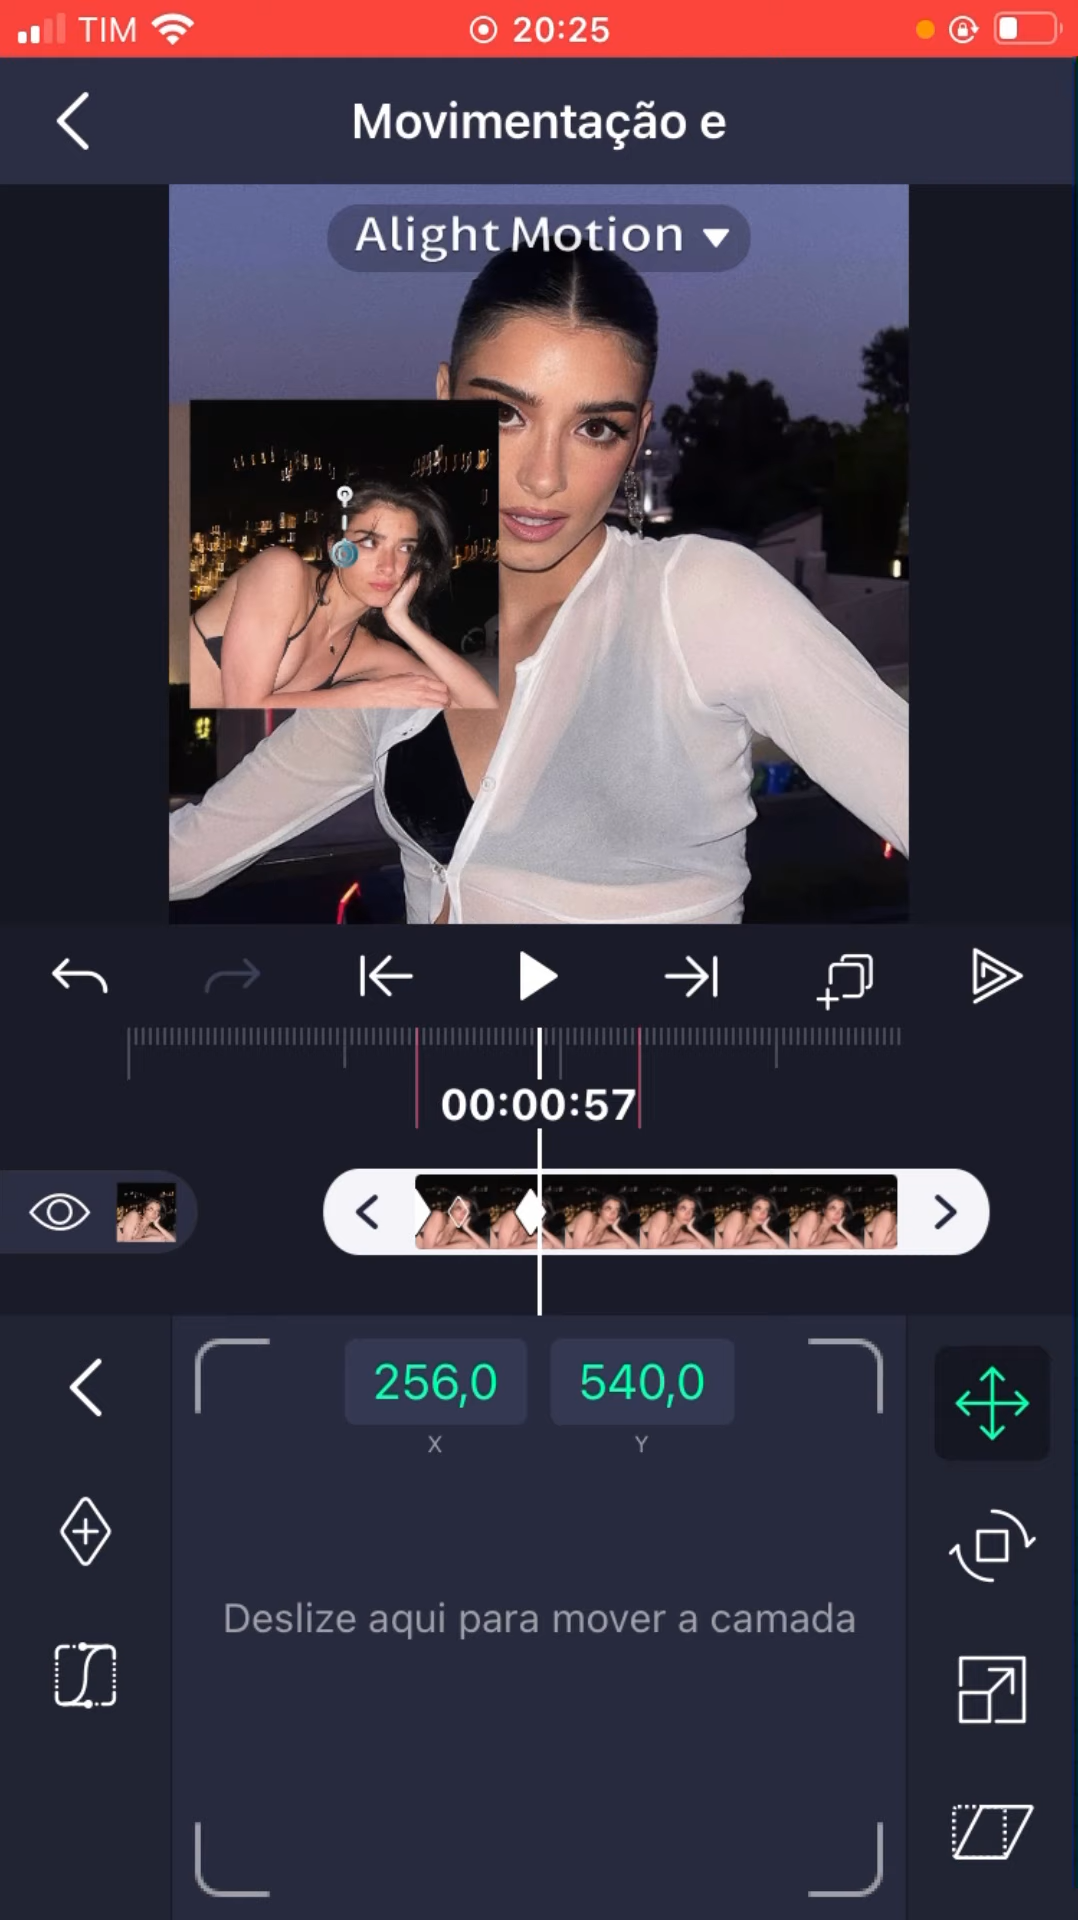 TIM 20:25
Movimentação e
Alight Motion
00:00:57
256,0 540,0
X Y
Deslize aqui para mover a camada